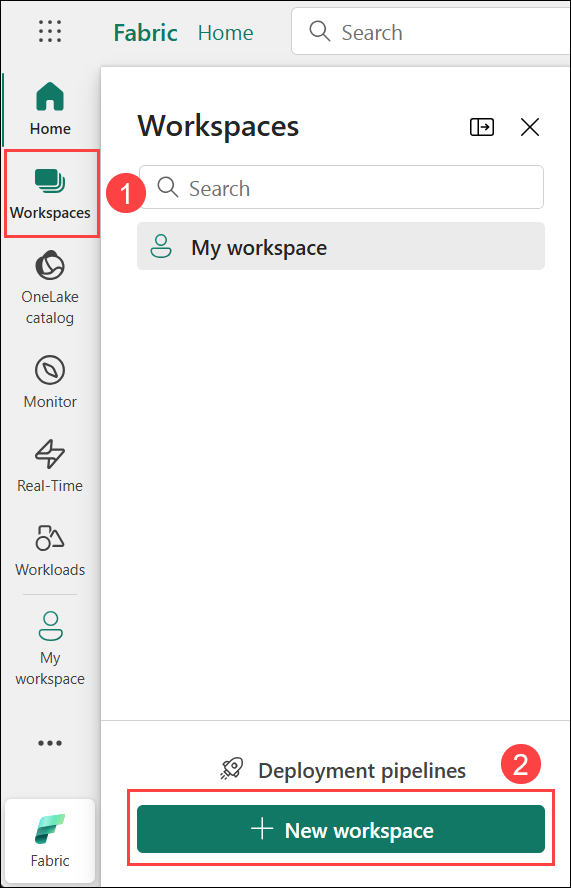 Fabric Home
Search
Home
Workspaces
OneLake
catalog
Monitor
Real-Time
Workloads
My
workspace
Fabric
Workspaces
1
Search
My workspace
Deployment pipelines
2
New workspace